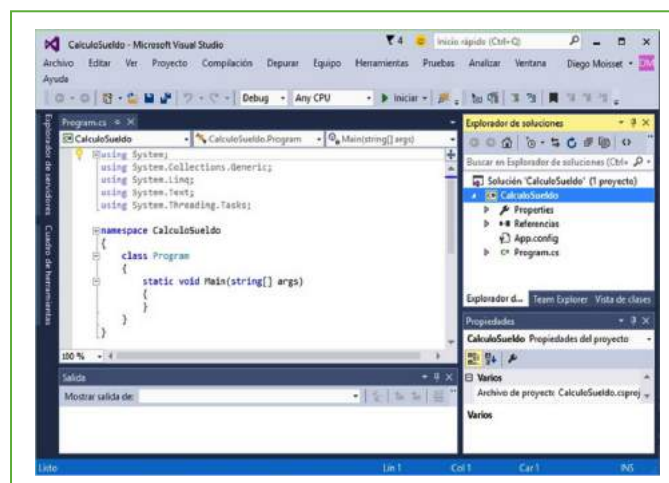 CalculoSueldo - Microsoft Visual Studio
4
Inicio rápido (Ctrl+Q)
Archivo Editar Ver Proyecto Compilación Depurar Equipo Herramientas Pruebas Analizar Ventana Diego Moisset DM
Ayuda
Debug Any CPU Iniciar
Explorador de servidores
Cuadro de herramientas
Program.cs
CalculoSueldo CalculoSueldo.Program Main(string[] args)
using System;
using System.Collections.Generic;
using System.Linq;
using System.Text;
using System.Threading.Tasks;
namespace CalculoSueldo
{
class Program
{
static void Main(string[] args)
{
}
}
}
100 %
Salida
Mostrar salida de:
Explorador de soluciones
Buscar en Explorador de soluciones (Ctrl+
Solución 'CalculoSueldo' (1 proyecto)
CalculoSueldo
Properties
Referencias
App.config
C# Program.cs
Explorador d... Team Explorer Vista de clases
Propiedades
CalculoSueldo Propiedades del proyecto
Varios
Archivo de proyecto CalculoSueldo.csproj
Varios
Listo Lín 1 Col 1 Car 1 INS